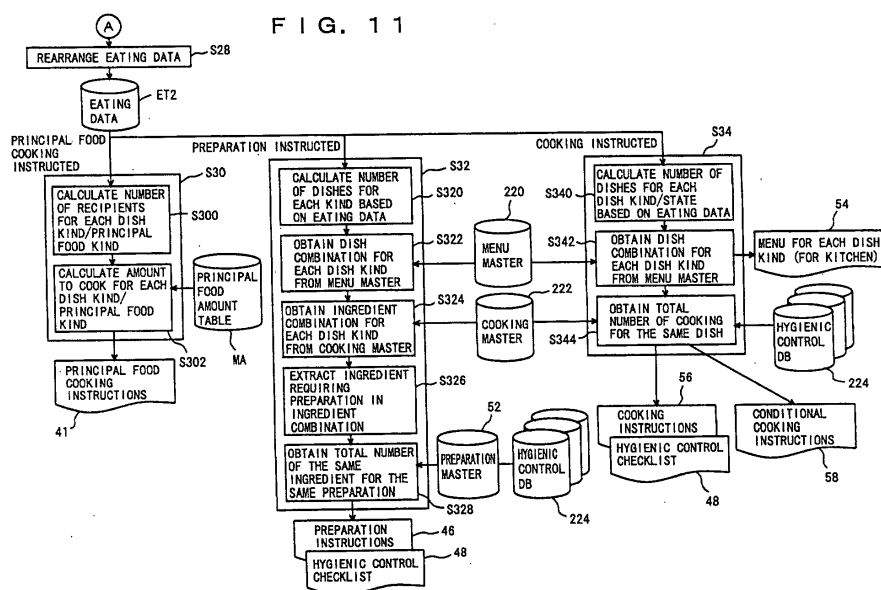 FIG. 11
A
REARRANGE EATING DATA
S28
EATING
DATA
ET2
PRINCIPAL FOOD
COOKING
INSTRUCTED
S30
CALCULATE NUMBER
OF RECIPIENTS
FOR EACH DISH
KIND/PRINCIPAL FOOD
KIND
S300
CALCULATE AMOUNT
TO COOK FOR EACH
DISH KIND/
PRINCIPAL FOOD
KIND
S302
PRINCIPAL
FOOD
AMOUNT
TABLE
MA
PRINCIPAL FOOD
COOKING
INSTRUCTIONS
41
PREPARATION INSTRUCTED
S32
CALCULATE NUMBER
OF DISHES FOR
EACH KIND BASED
ON EATING DATA
S320
OBTAIN DISH
COMBINATION FOR
EACH DISH KIND
FROM MENU MASTER
S322
OBTAIN INGREDIENT
COMBINATION FOR
EACH DISH KIND
FROM COOKING MASTER
S324
EXTRACT INGREDIENT
REQUIRING
PREPARATION IN
INGREDIENT
COMBINATION
S326
OBTAIN TOTAL NUMBER
OF THE SAME
INGREDIENT FOR THE
SAME PREPARATION
S328
PREPARATION
INSTRUCTIONS
46
HYGIENIC CONTROL
CHECKLIST
48
220
MENU
MASTER
222
COOKING
MASTER
52
PREPARATION
MASTER
HYGIENIC
CONTROL
DB
224
COOKING INSTRUCTED
S34
CALCULATE NUMBER OF
DISHES FOR EACH
DISH KIND/STATE
BASED ON EATING DATA
S340
OBTAIN DISH
COMBINATION FOR
EACH DISH KIND
FROM MENU MASTER
S342
OBTAIN TOTAL
NUMBER OF COOKING
FOR THE SAME DISH
S344
54
MENU FOR EACH DISH
KIND (FOR KITCHEN)
HYGIENIC
CONTROL
DB
224
56
COOKING
INSTRUCTIONS
HYGIENIC CONTROL
CHECKLIST
48
CONDITIONAL
COOKING
INSTRUCTIONS
58